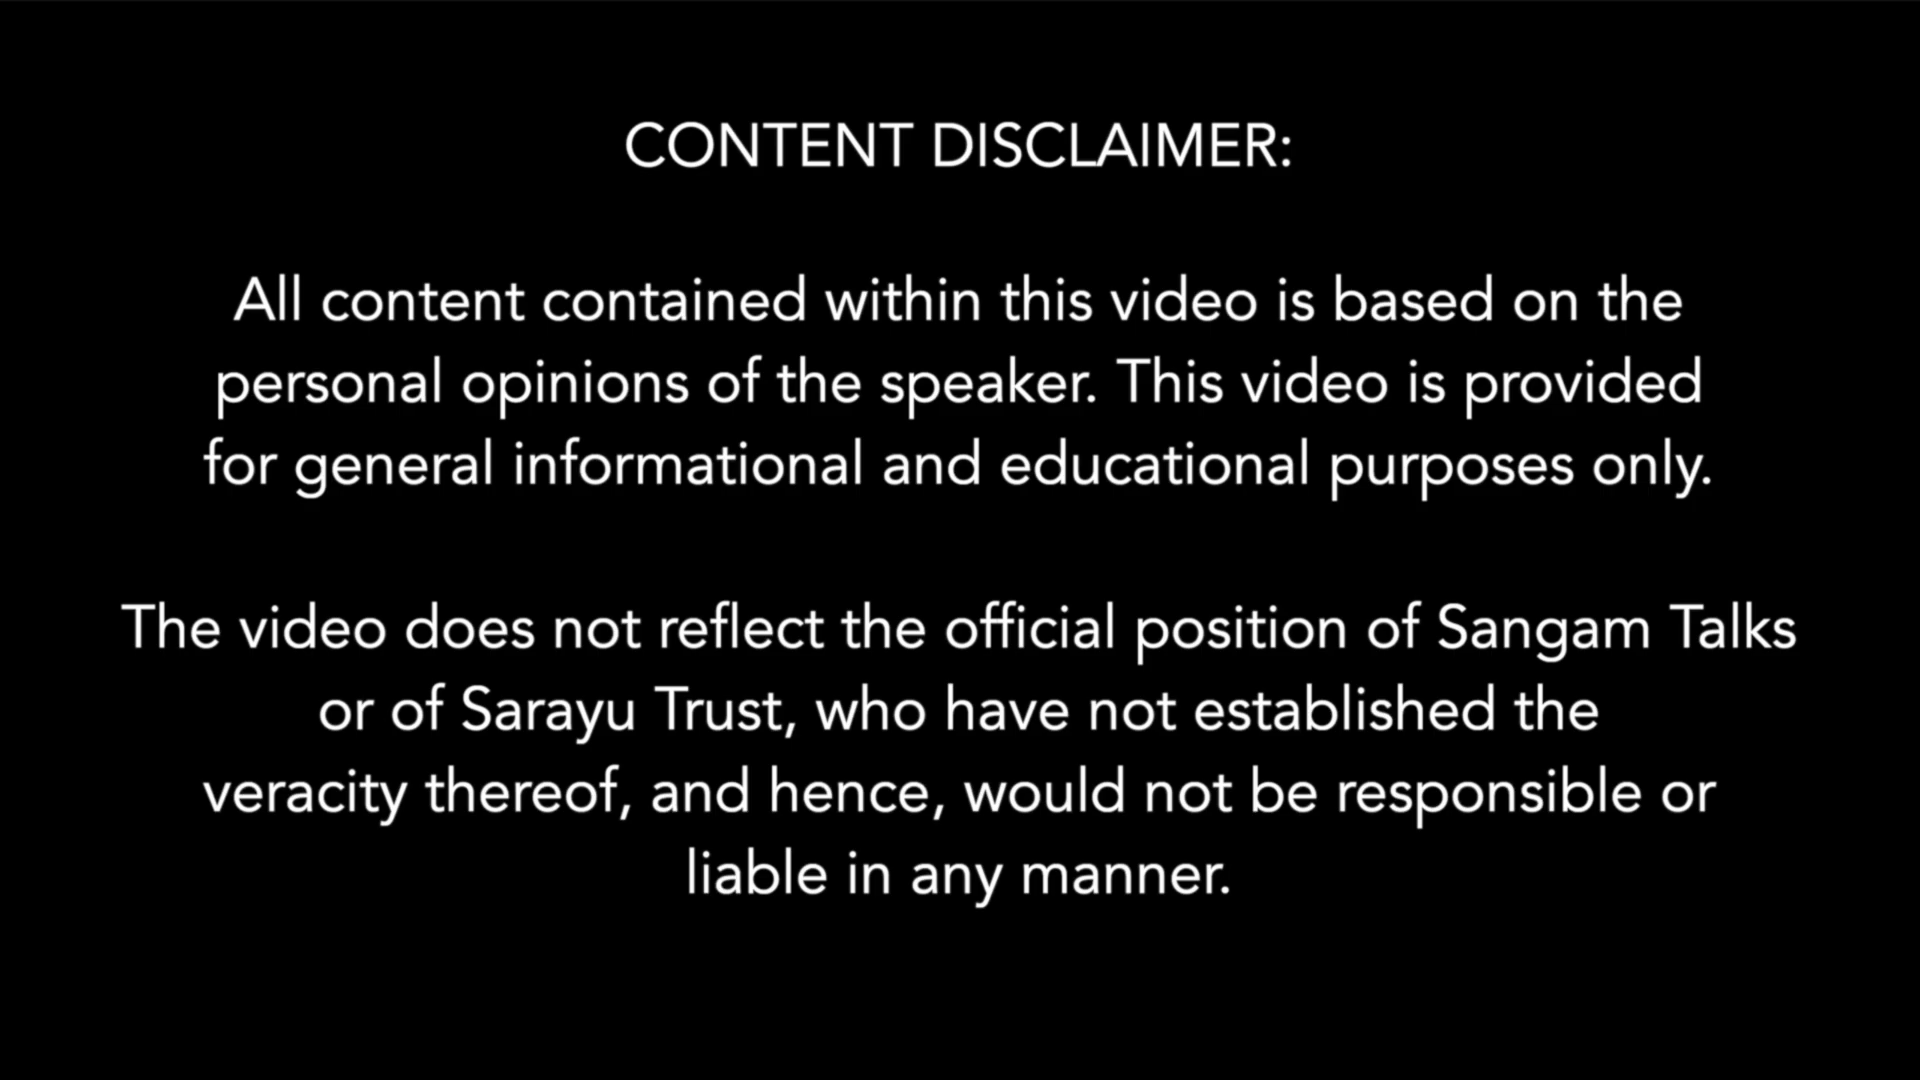 CONTENT DISCLAIMER:
All content contained within this video is based on the
personal opinions of the speaker. This video is provided
for general informational and educational purposes only.
The video does not reflect the official position of Sangam Talks
or of Sarayu Trust, who have not established the
veracity thereof, and hence, would not be responsible or
liable in any manner.